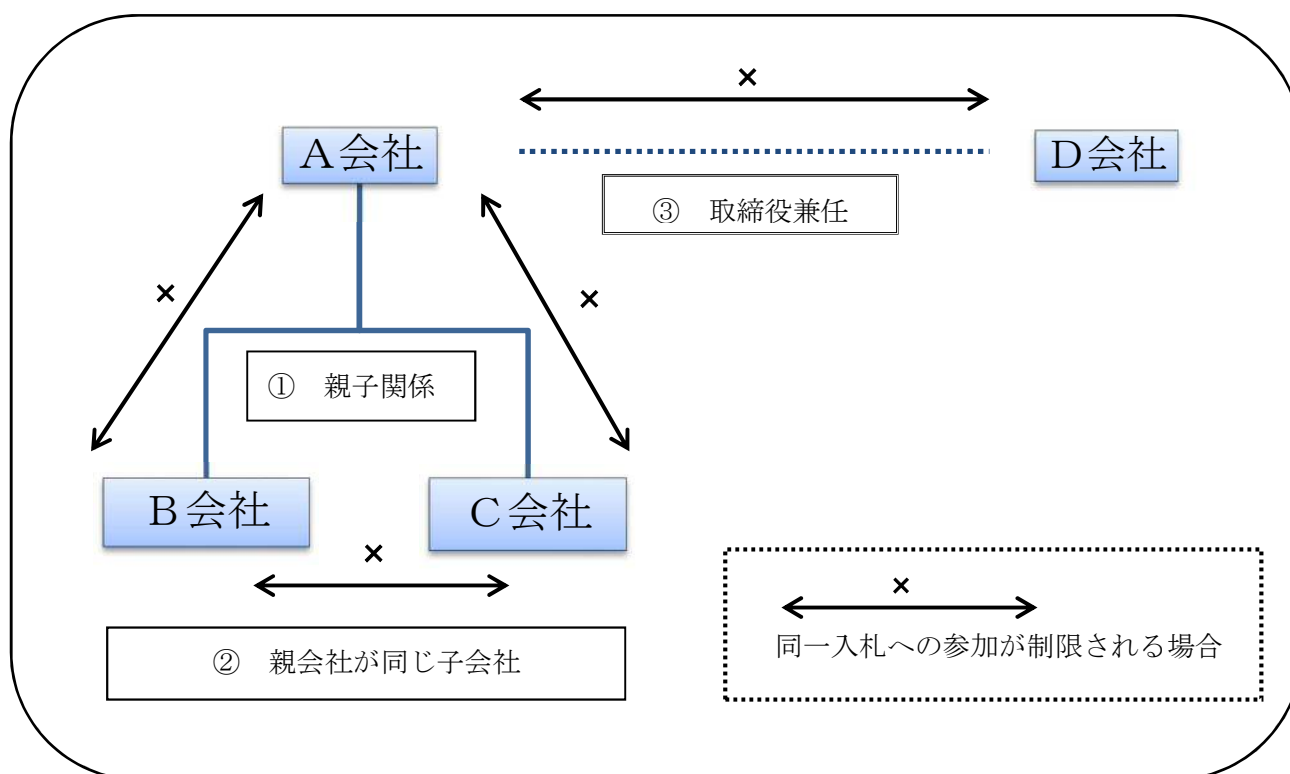 ×
Ａ会社
Ｄ会社
③　取締役兼任
×
×
①　親子関係
Ｂ会社
Ｃ会社
×
②　親会社が同じ子会社
×
同一入札への参加が制限される場合